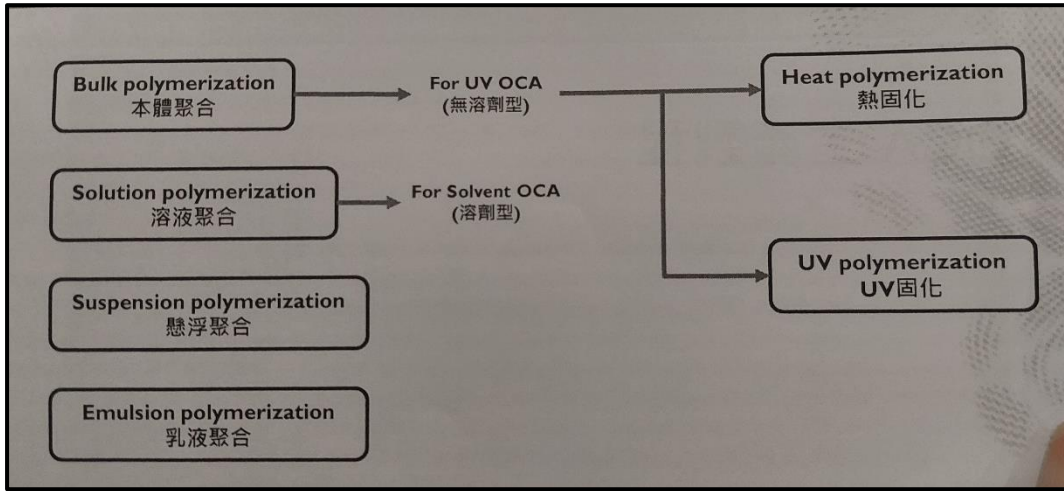 Bulk polymerization
本體聚合
For UV OCA
(無溶劑型)
Heat polymerization
熱固化
Solution polymerization
溶液聚合
For Solvent OCA
(溶劑型)
UV polymerization
UV固化
Suspension polymerization
懸浮聚合
Emulsion polymerization
乳液聚合